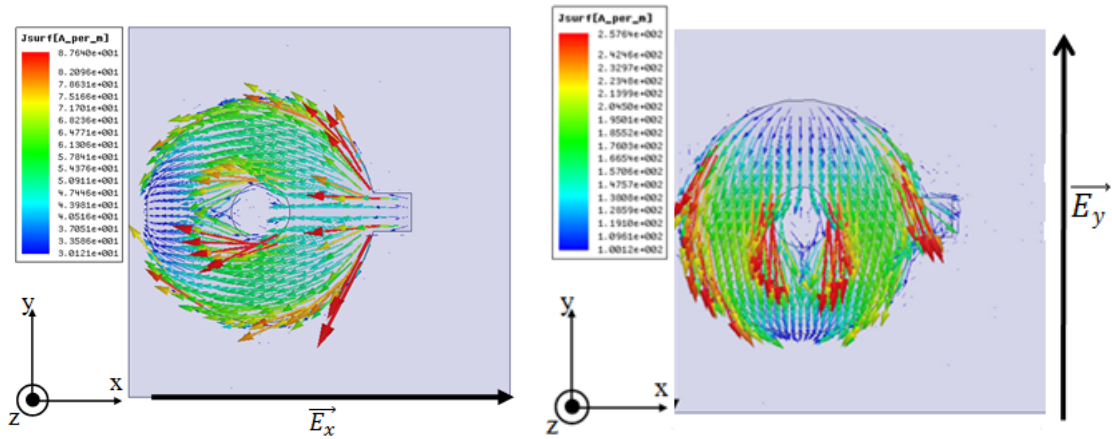 Jsurf[A_per_m]
8.7640e+001
8.2096e+001
7.8631e+001
7.5166e+001
7.1701e+001
6.8236e+001
6.4771e+001
6.1306e+001
5.7841e+001
5.4376e+001
5.0911e+001
4.7446e+001
4.3981e+001
4.0516e+001
3.7051e+001
3.3586e+001
3.0121e+001
y
x
z
Ex
Jsurf[A_per_m]
2.5764e+002
2.4246e+002
2.3297e+002
2.2348e+002
2.1399e+002
2.0450e+002
1.9501e+002
1.8552e+002
1.7603e+002
1.6654e+002
1.5706e+002
1.4757e+002
1.3808e+002
1.2859e+002
1.1910e+002
1.0961e+002
1.0012e+002
Ey
y
x
z